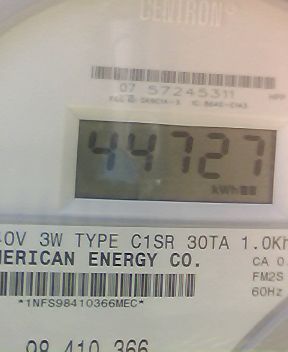 CENTRON®
07 57245311
44727
kWh
40V 3W TYPE C1SR 30TA 1.0Kh
MERICAN ENERGY CO.
CA 0.
FM2S
60Hz
*1NFS98410366MEC*
98 410 366